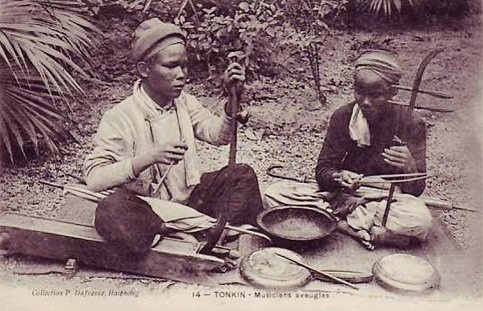 Collection P. Dufresne, Haiphong
14 — TONKIN - Musiciens aveugles